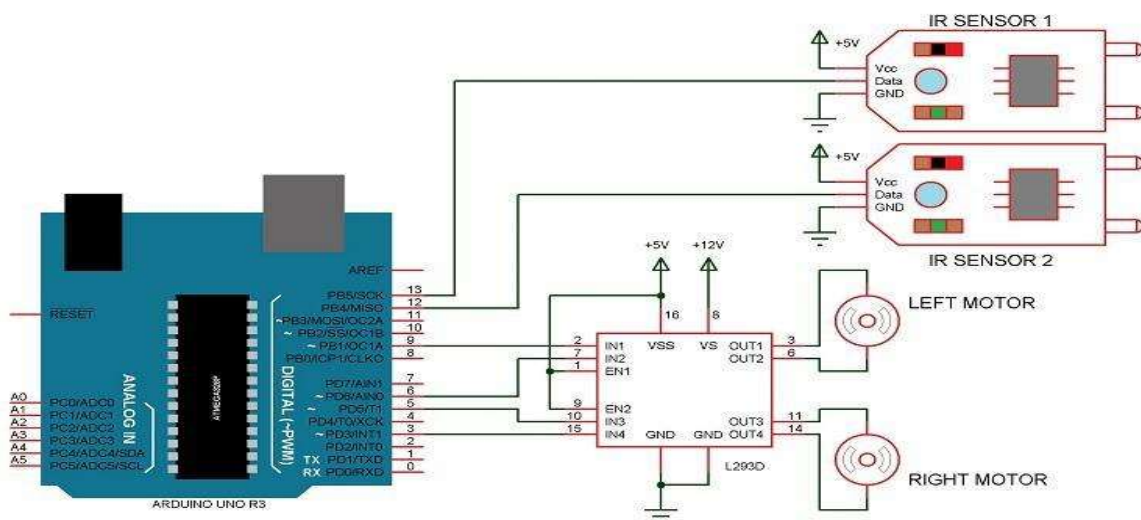 IR SENSOR 1
+5V
Vcc
Data
GND
+5V
Vcc
Data
GND
IR SENSOR 2
+5V
+12V
AREF
RESET
PB5/SCK 13
PB4/MISO 12
~PB3/MOSI/OC2A 11
~ PB2/SS/OC1B 10
~ PB1/OC1A 9
PB0/ICP1/CLKO 8
PD7/AIN1 7
~ PD6/AIN0 6
~ PD5/T1 5
PD4/T0/XCK 4
~ PD3/INT1 3
PD2/INT0 2
TX PD1/TXD 1
RX PD0/RXD 0
DIGITAL (~PWM)
ANALOG IN
ATMEGA328P
A0 PC0/ADC0
A1 PC1/ADC1
A2 PC2/ADC2
A3 PC3/ADC3
A4 PC4/ADC4/SDA
A5 PC5/ADC5/SCL
ARDUINO UNO R3
16 8
2 IN1 VSS VS OUT1 3
7 IN2 OUT2 6
1 EN1
9 EN2
10 IN3 OUT3 11
15 IN4 GND GND OUT4 14
L293D
LEFT MOTOR
RIGHT MOTOR